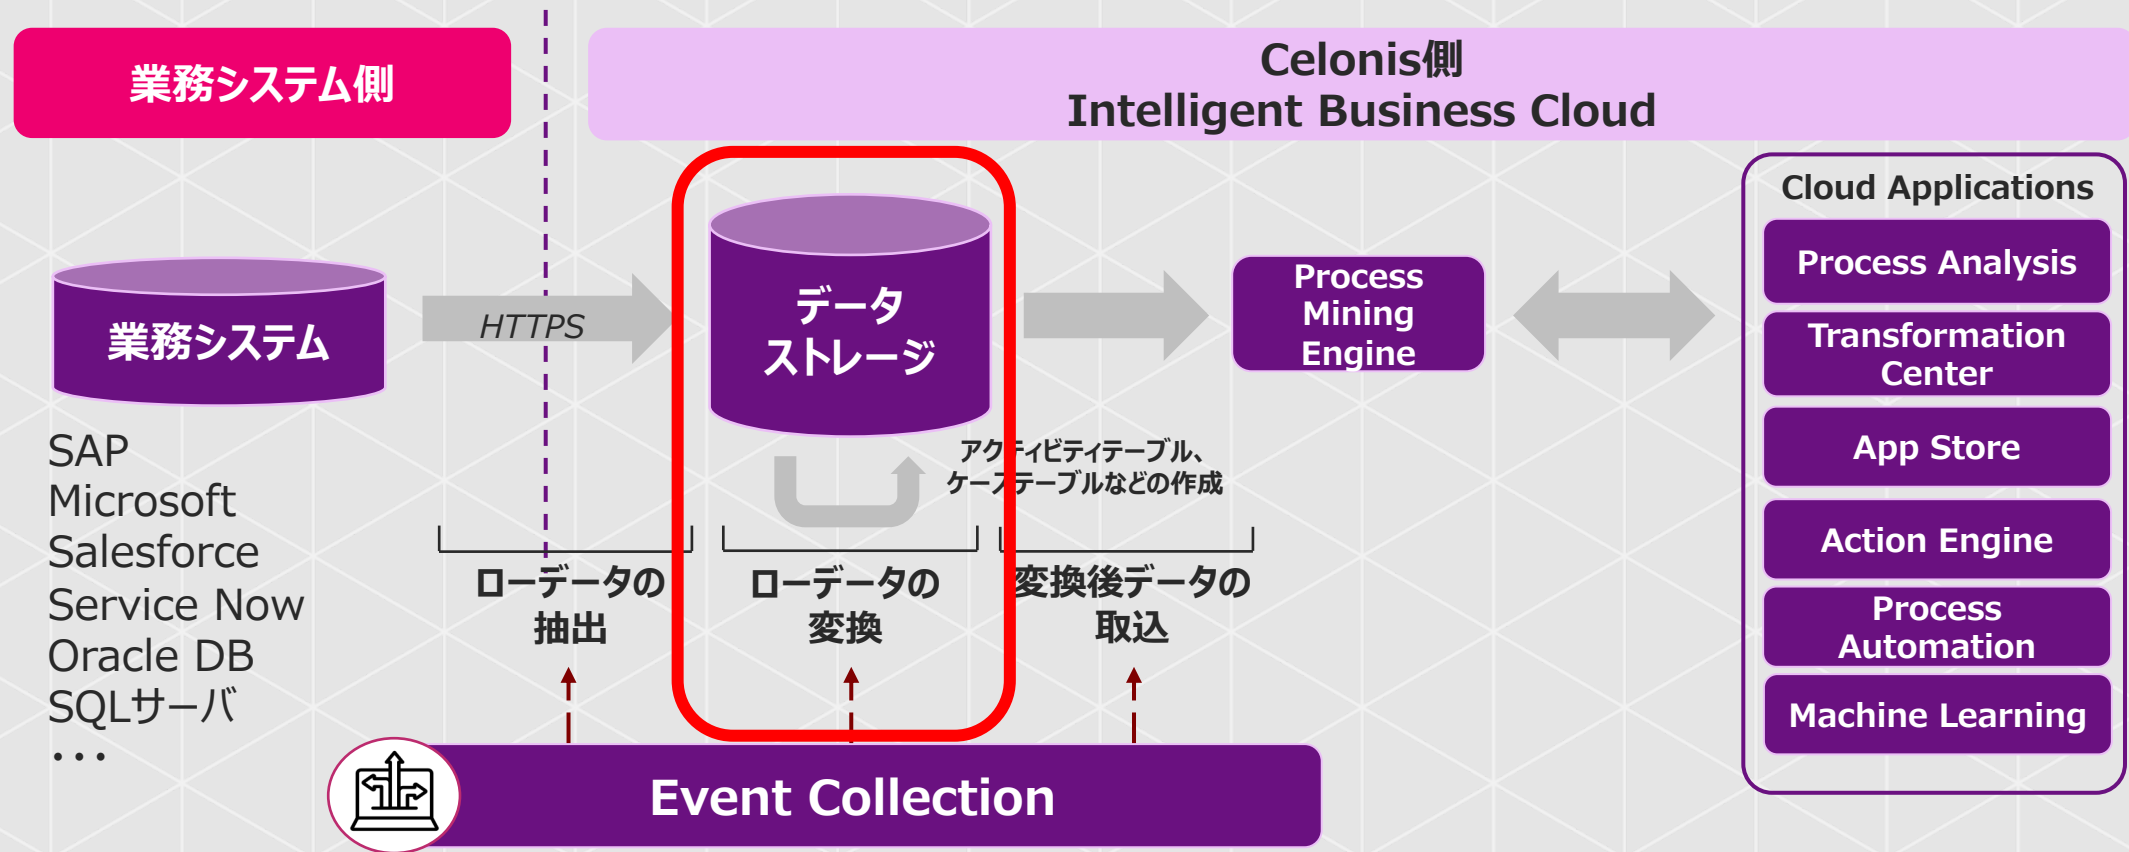 業務システム側
Celonis側
Intelligent Business Cloud
業務システム
HTTPS
データ
ストレージ
Process
Mining
Engine
Cloud Applications
Process Analysis
Transformation
Center
App Store
Action Engine
Process
Automation
Machine Learning
SAP
Microsoft
Salesforce
Service Now
Oracle DB
SQLサーバ
・・・
アクティビティテーブル、
ケーステーブルなどの作成
ローデータの
抽出
ローデータの
変換
変換後データの
取込
Event Collection